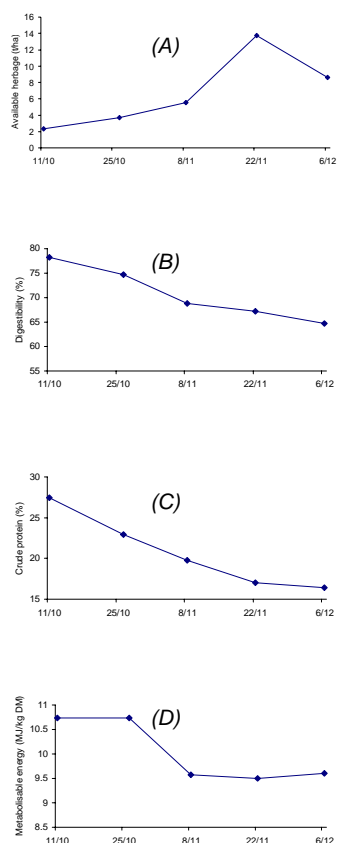 (A)
Available herbage (t/ha)
16
14
12
10
8
6
4
2
0
11/10 25/10 8/11 22/11 6/12
(B)
Digestibility (%)
80
75
70
65
60
55
11/10 25/10 8/11 22/11 6/12
(C)
Crude protein (%)
30
25
20
15
11/10 25/10 8/11 22/11 6/12
(D)
Metabolisable energy (MJ/kg DM)
11
10.5
10
9.5
9
8.5
11/10 25/10 8/11 22/11 6/12